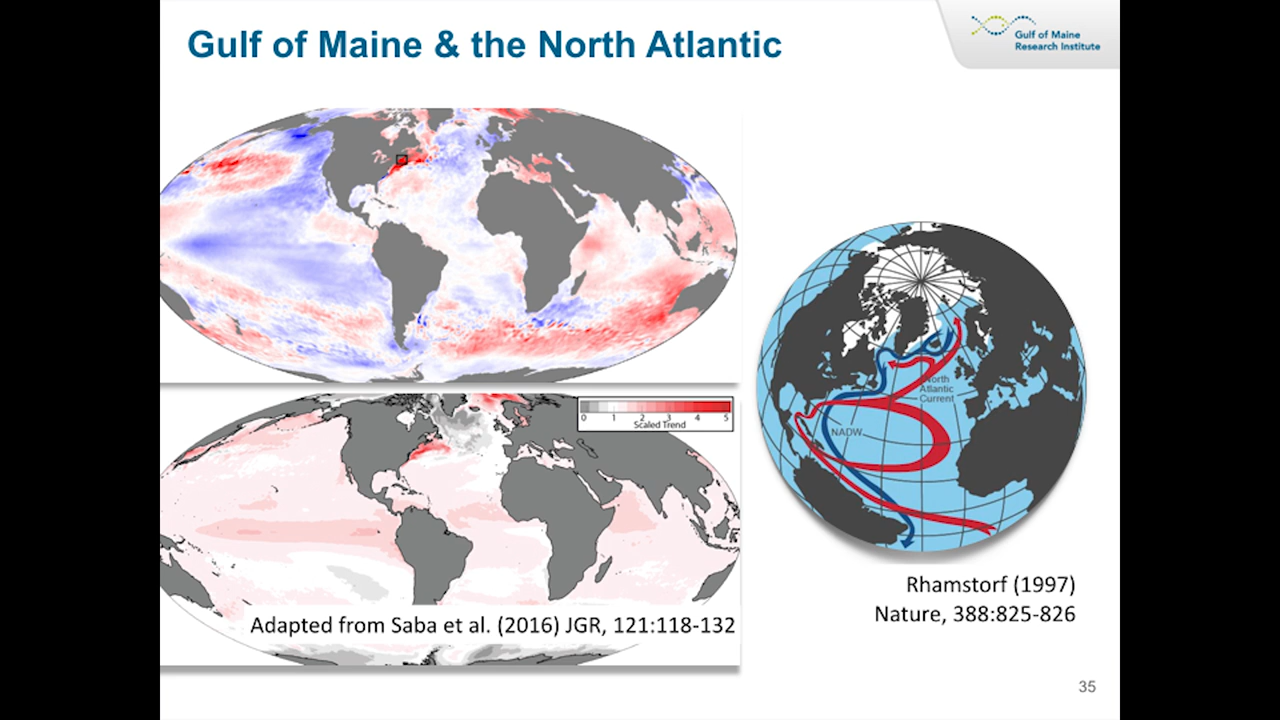 Gulf of Maine & the North Atlantic
Gulf of Maine
Research Institute
0 1 2 3 4 5
Scaled Trend
North
Atlantic
Current
NADW
Adapted from Saba et al. (2016) JGR, 121:118-132
Rhamstorf (1997)
Nature, 388:825-826
35